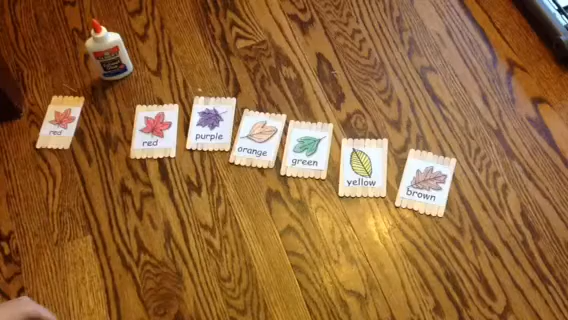 red
red
purple
orange
green
yellow
brown